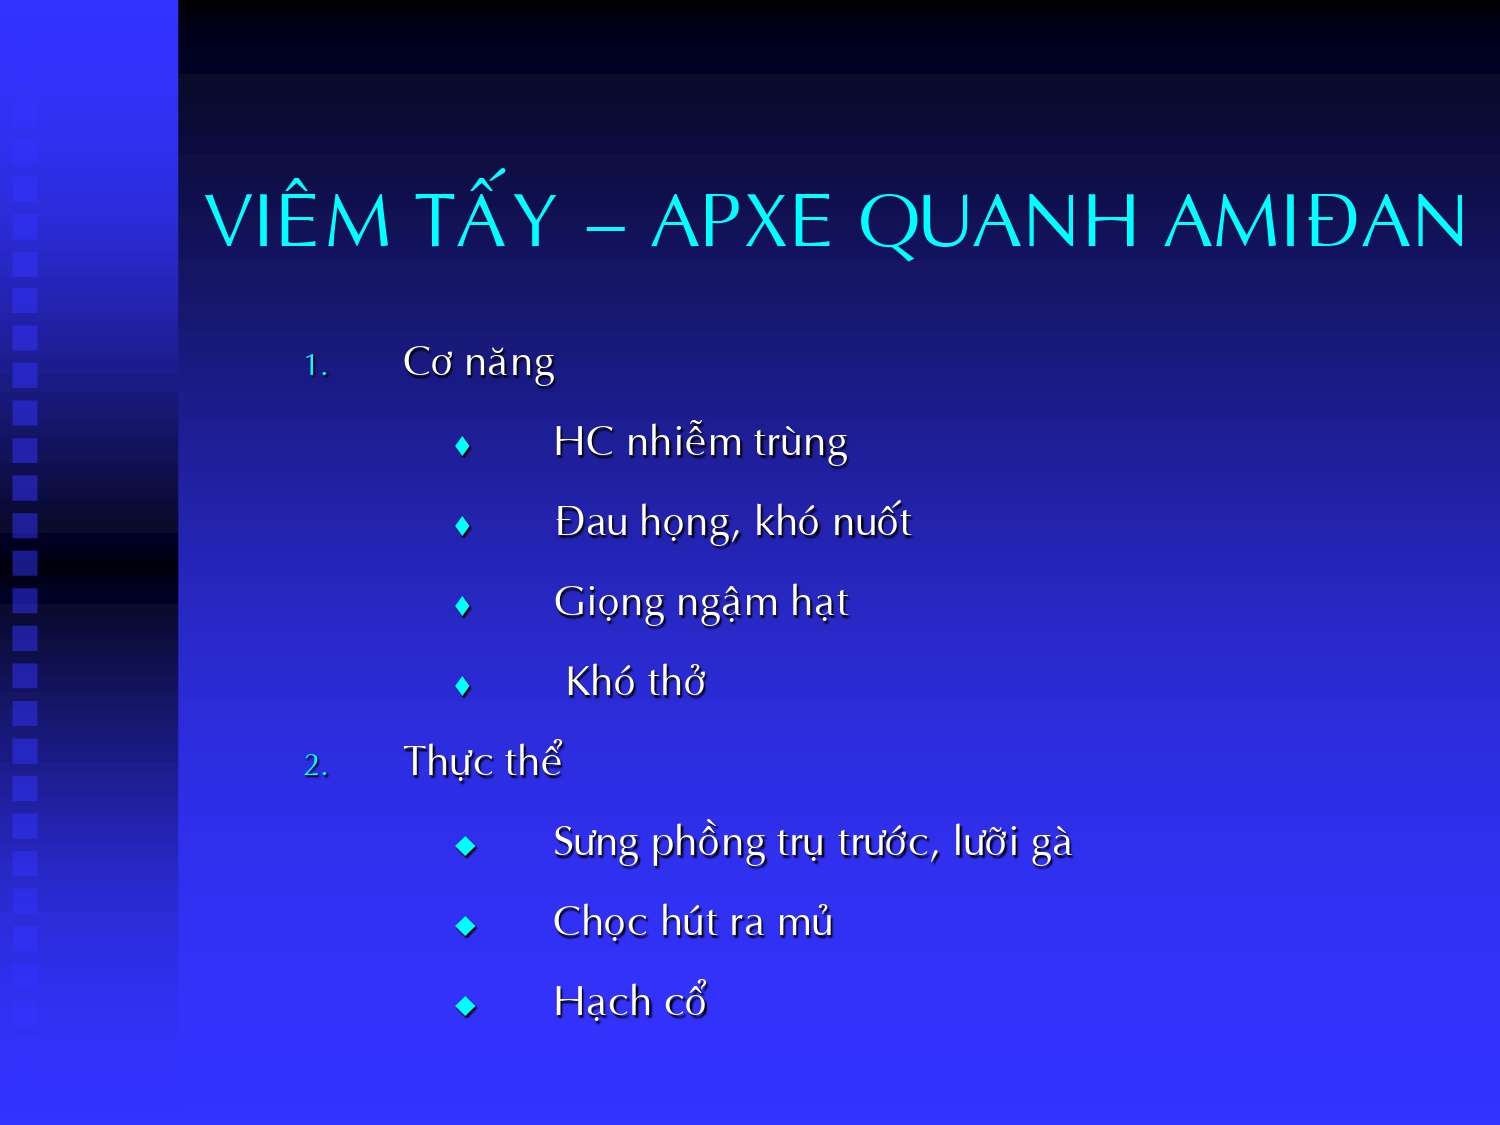 VIÊM TẤY – APXE QUANH AMIĐAN
1. Cơ năng
♦ HC nhiễm trùng
♦ Đau họng, khó nuốt
♦ Giọng ngậm hạt
♦ Khó thở
2. Thực thể
◆ Sưng phồng trụ trước, lưỡi gà
◆ Chọc hút ra mủ
◆ Hạch cổ